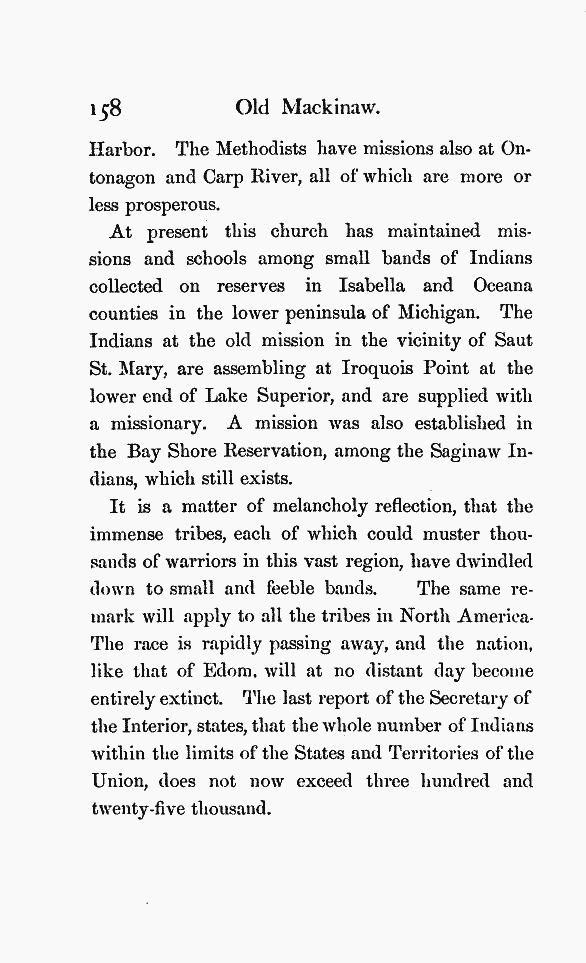 158 Old Mackinaw.
Harbor. The Methodists have missions also at On-
tonagon and Carp River, all of which are more or
less prosperous.
At present this church has maintained mis-
sions and schools among small bands of Indians
collected on reserves in Isabella and Oceana
counties in the lower peninsula of Michigan. The
Indians at the old mission in the vicinity of Saut
St. Mary, are assembling at Iroquois Point at the
lower end of Lake Superior, and are supplied with
a missionary. A mission was also established in
the Bay Shore Reservation, among the Saginaw In-
dians, which still exists.
It is a matter of melancholy reflection, that the
immense tribes, each of which could muster thou-
sands of warriors in this vast region, have dwindled
down to small and feeble bands. The same re-
mark will apply to all the tribes in North America.
The race is rapidly passing away, and the nation,
like that of Edom, will at no distant day become
entirely extinct. The last report of the Secretary of
the Interior, states, that the whole number of Indians
within the limits of the States and Territories of the
Union, does not now exceed three hundred and
twenty-five thousand.